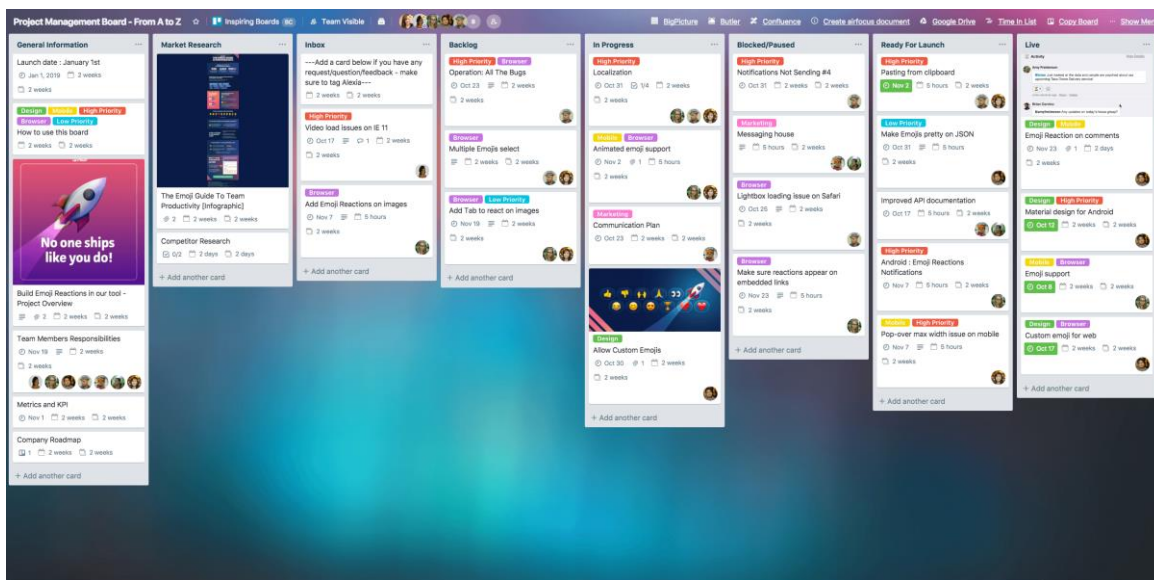 Project Management Board - From A to Z
Inspiring Boards BC
Team Visible
BigPicture
Butler
Confluence
Create airfocus document
Google Drive
Time In List
Copy Board
Show Men
General Information
Launch date : January 1st
Jan 1, 2019 2 weeks
2 weeks
Design Mobile High Priority
Browser Low Priority
How to use this board
2 weeks 2 weeks
No one ships
like you do!
Build Emoji Reactions in our tool -
Project Overview
2 2 weeks 2 weeks
Team Members Responsibilities
Nov 19 2 weeks
2 weeks
Metrics and KPI
Nov 1 2 weeks 2 weeks
Company Roadmap
1 2 weeks 2 weeks
+ Add another card
Market Research
The Emoji Guide To Team
Productivity [Infographic]
2 2 weeks 2 weeks
Competitor Research
0/2 2 days 2 days
+ Add another card
Inbox
---Add a card below if you have any
request/question/feedback - make
sure to tag Alexia---
2 weeks 2 weeks
High Priority
Video load issues on IE 11
Oct 17 1 2 weeks
2 weeks
Browser
Add Emoji Reactions on images
Nov 7 5 hours
2 weeks
+ Add another card
Backlog
High Priority Browser
Operation: All The Bugs
Oct 23 2 weeks
2 weeks
Browser
Multiple Emojis select
2 weeks 2 weeks
Browser Low Priority
Add Tab to react on images
Nov 19 2 weeks
2 weeks
+ Add another card
In Progress
High Priority
Localization
Oct 31 1/4 2 weeks
2 weeks
Mobile Browser
Animated emoji support
Nov 2 1 5 hours
2 weeks
Marketing
Communication Plan
Oct 23 2 weeks 2 weeks
Design
Allow Custom Emojis
Oct 30 1 2 weeks
2 weeks
+ Add another card
Blocked/Paused
High Priority
Notifications Not Sending #4
Oct 31 2 weeks 2 weeks
Marketing
Messaging house
5 hours 2 weeks
Browser
Lightbox loading issue on Safari
Oct 25 2 weeks
2 weeks
Browser
Make sure reactions appear on
embedded links
Nov 23 5 hours
2 weeks
+ Add another card
Ready For Launch
High Priority
Pasting from clipboard
Nov 2 5 hours 2 weeks
Low Priority
Make Emojis pretty on JSON
Oct 31 5 hours
2 weeks
Improved API documentation
Oct 17 5 hours 2 weeks
High Priority
Android : Emoji Reactions
Notifications
Nov 7 5 hours 2 weeks
Mobile High Priority
Pop-over max width issue on mobile
Nov 7 5 hours
2 weeks
+ Add another card
Live
Activity
Design Mobile
Emoji Reaction on comments
Nov 23 1 2 days
2 weeks
Design High Priority
Material design for Android
Oct 12 2 weeks 2 weeks
Mobile Browser
Emoji support
Oct 8 2 weeks 2 weeks
Design Browser
Custom emoji for web
Oct 17 2 weeks 2 weeks
+ Add another card